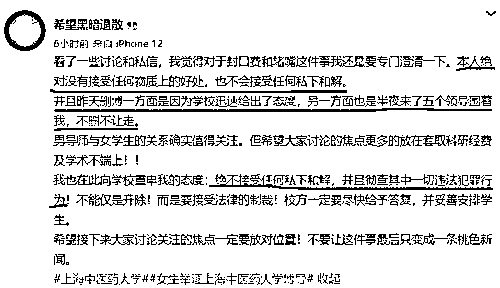 希望黑暗退散
6小时前 来自 iPhone 12
看了一些讨论和私信，我觉得对于封口费和堵嘴这件事我还是要专门澄清一下。本人绝
对没有接受任何物质上的好处，也不会接受任何私下和解。
并且昨天删博一方面是因为学校迅速给出了态度，另一方面也是半夜来了五个领导围着
我，不删不让走。
男导师与女学生的关系确实值得关注。但希望大家讨论的焦点更多的放在套取科研经费
及学术不端上！！
我也在此向学校重申我的态度：绝不接受任何私下和解，并且彻查其中一切违法犯罪行
为！不能仅是开除！而是要接受法律的制裁！校方一定要尽快给予答复，并妥善安排学
生。
希望接下来大家讨论关注的焦点一定要放对位置！不要让这件事最后只变成一条桃色新
闻。
#上海中医药大学##女生举证上海中医药大学博导# 收起